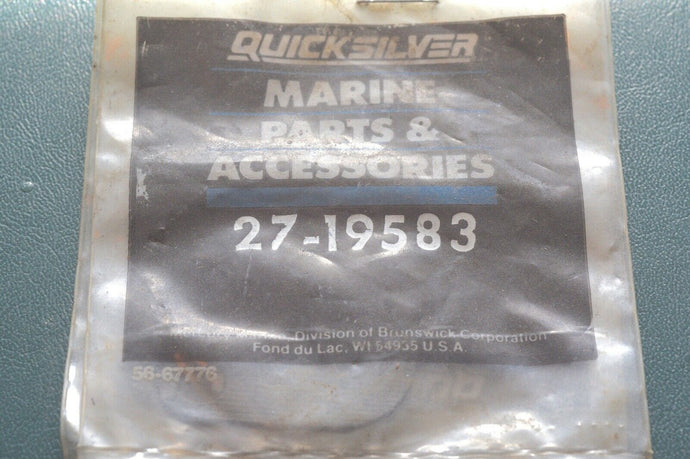 QUICKSILVER
MARINE
PARTS &
ACCESSORIES
27-19583
Division of Brunswick Corporation
Fond du Lac, WI 54935 U.S.A.
56-67776